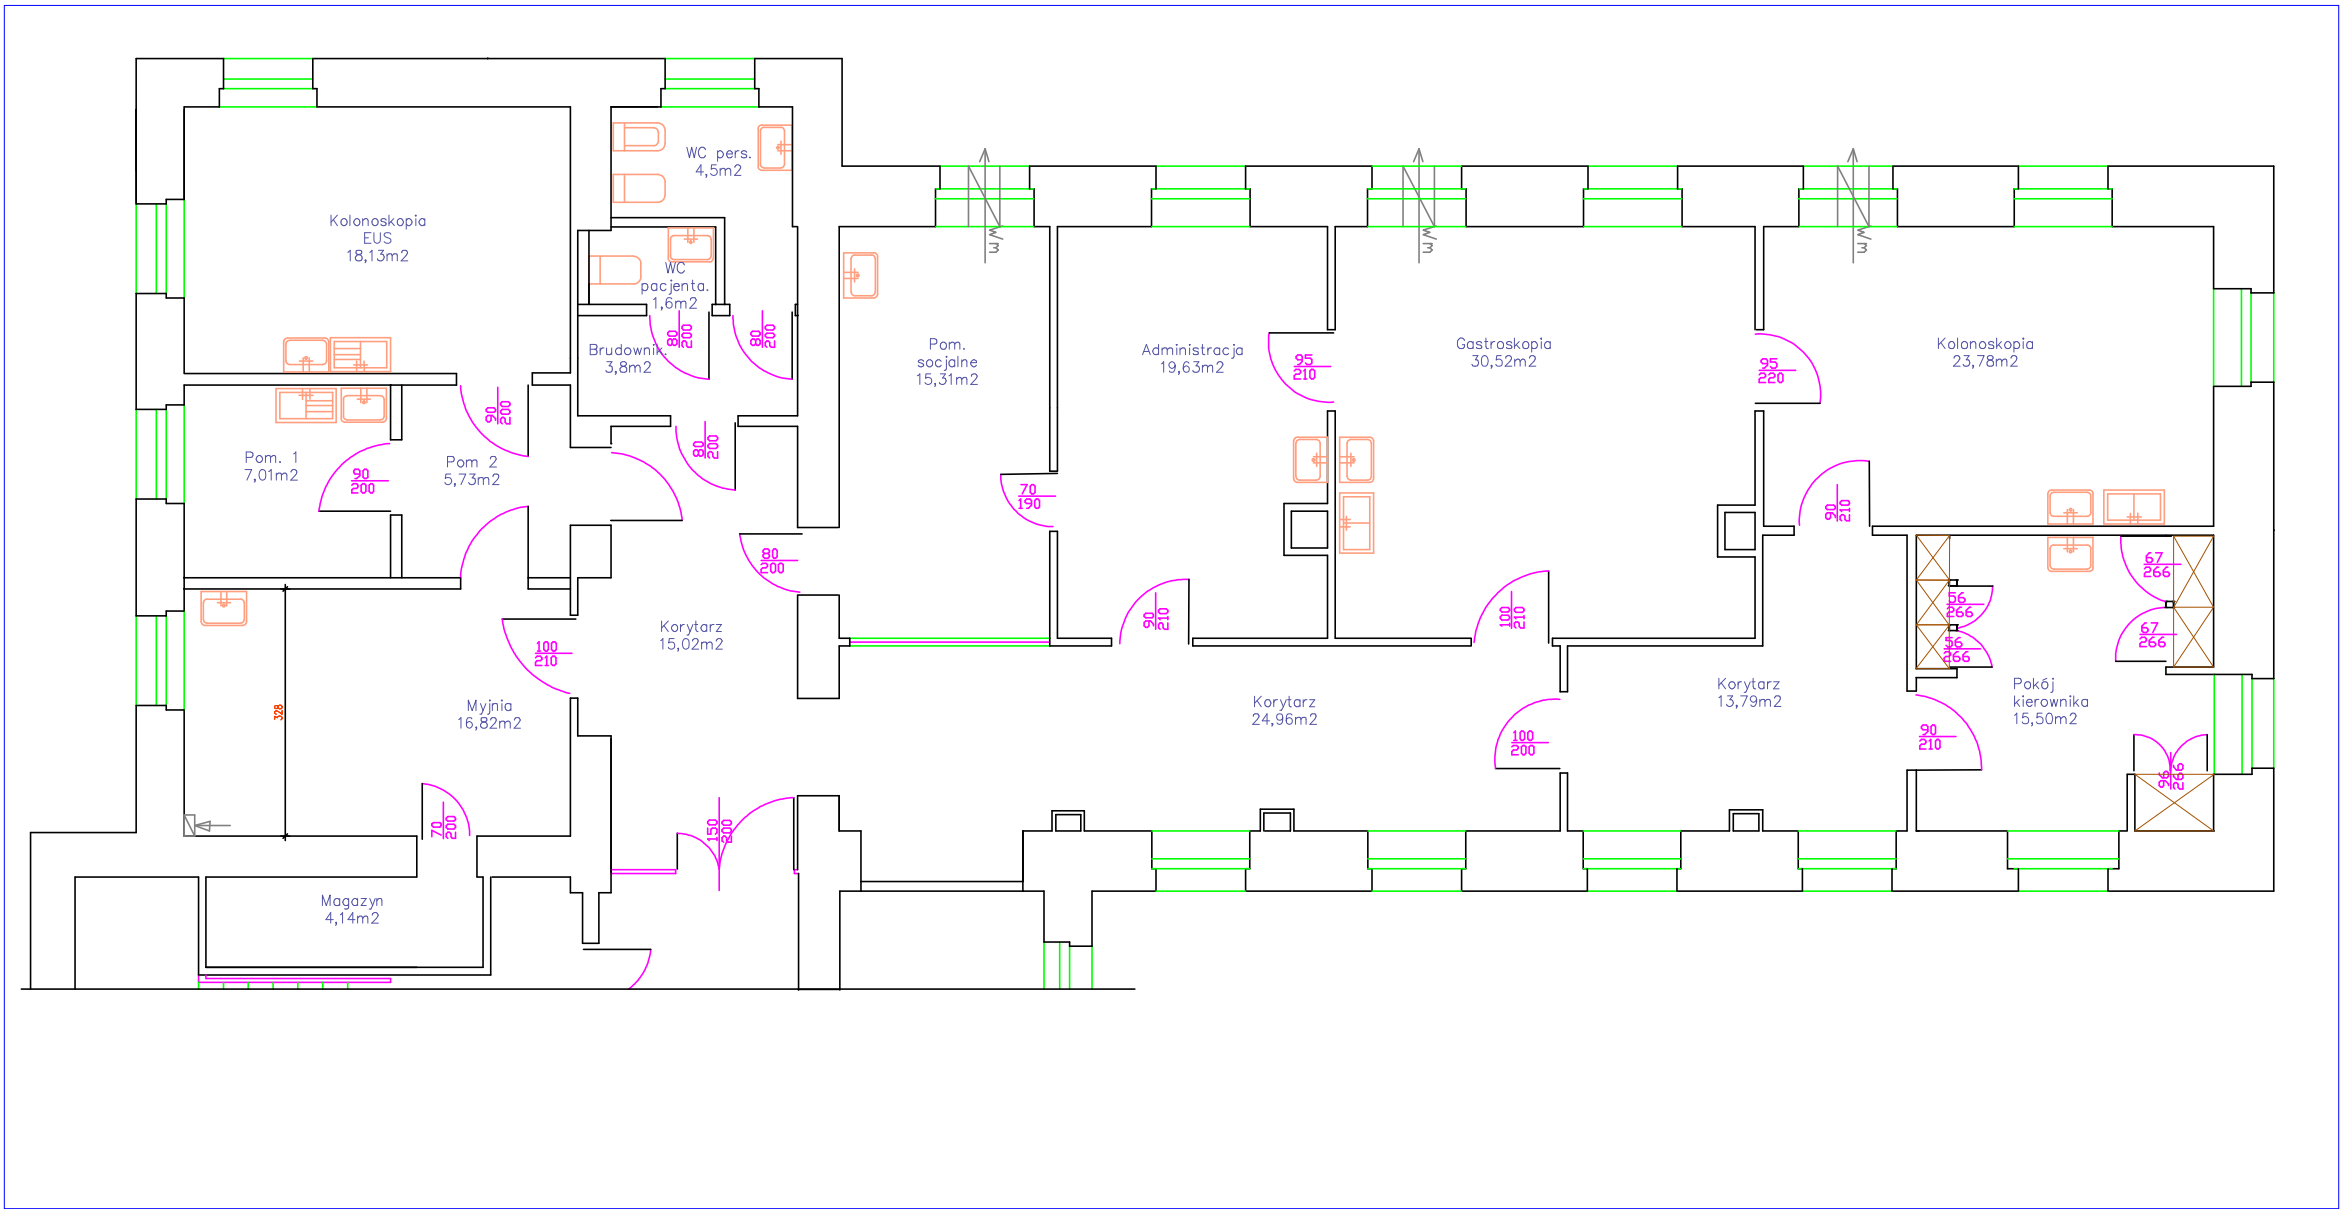 WC pers.
4,5m2
Kolonoskopia
EUS
18,13m2
W/3
W/3
W/3
WC
pacjenta.
1,6m2
80
200
80
200
Brudownik.
3,8m2
Pom.
socjalne
15,31m2
Administracja
19,63m2
95
210
Gastroskopia
30,52m2
95
220
Kolonoskopia
23,78m2
90
200
80
200
Pom. 1
7,01m2
90
200
Pom 2
5,73m2
70
190
90
210
80
200
67
266
56
266
90
210
100
210
67
266
56
266
Korytarz
15,02m2
100
210
328
Myjnia
16,82m2
Korytarz
24,96m2
100
200
Korytarz
13,79m2
Pokój
kierownika
15,50m2
90
210
96
266
70
200
150
200
Magazyn
4,14m2